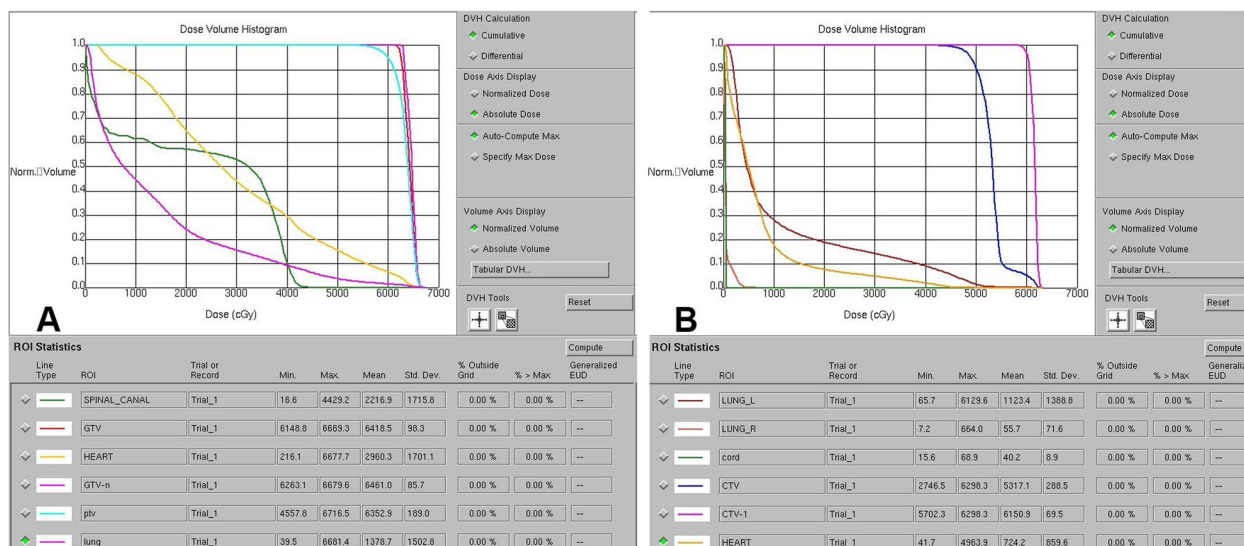 Dose Volume Histogram
1.0
0.9
0.8
0.7
0.6
0.5
Norm. Volume
0.4
0.3
0.2
0.1
0.0
0 1000 2000 3000 4000 5000 6000 7000
Dose (cGy)
A
DVH Calculation
Cumulative
Differential
Dose Axis Display
Normalized Dose
Absolute Dose
Auto-Compute Max
Specify Max Dose
Volume Axis Display
Normalized Volume
Absolute Volume
Tabular DVH...
DVH Tools
Reset
ROI Statistics
Compute
Line Type ROI Trial or Record Min. Max. Mean Std. Dev. % Outside Grid % > Max Generalized EUD
SPINAL_CANAL Trial_1 16.6 4429.2 2216.9 1715.8 0.00 % 0.00 % --
GTV Trial_1 6148.8 6669.3 6418.5 98.3 0.00 % 0.00 % --
HEART Trial_1 216.1 6677.7 2960.3 1701.1 0.00 % 0.00 % --
GTV-n Trial_1 6263.1 6679.6 6461.0 85.7 0.00 % 0.00 % --
ptv Trial_1 4557.8 6716.5 6352.9 189.0 0.00 % 0.00 % --
lung Trial_1 39.5 6681.4 1378.7 1502.8 0.00 % 0.00 % --
Dose Volume Histogram
1.0
0.9
0.8
0.7
0.6
0.5
Norm. Volume
0.4
0.3
0.2
0.1
0.0
0 1000 2000 3000 4000 5000 6000 7000
Dose (cGy)
B
DVH Calculation
Cumulative
Differential
Dose Axis Display
Normalized Dose
Absolute Dose
Auto-Compute Max
Specify Max Dose
Volume Axis Display
Normalized Volume
Absolute Volume
Tabular DVH...
DVH Tools
Reset
ROI Statistics
Compute
Line Type ROI Trial or Record Min. Max. Mean Std. Dev. % Outside Grid % > Max Generaliz EUD
LUNG_L Trial_1 65.7 6129.6 1123.4 1388.8 0.00 % 0.00 % --
LUNG_R Trial_1 7.2 664.0 55.7 71.6 0.00 % 0.00 % --
cord Trial_1 15.6 68.9 40.2 8.9 0.00 % 0.00 % --
CTV Trial_1 2746.5 6298.3 5317.1 288.5 0.00 % 0.00 % --
CTV-1 Trial_1 5702.3 6298.3 6150.9 69.5 0.00 % 0.00 % --
HEART Trial_1 41.7 4963.9 724.2 859.6 0.00 % 0.00 % --